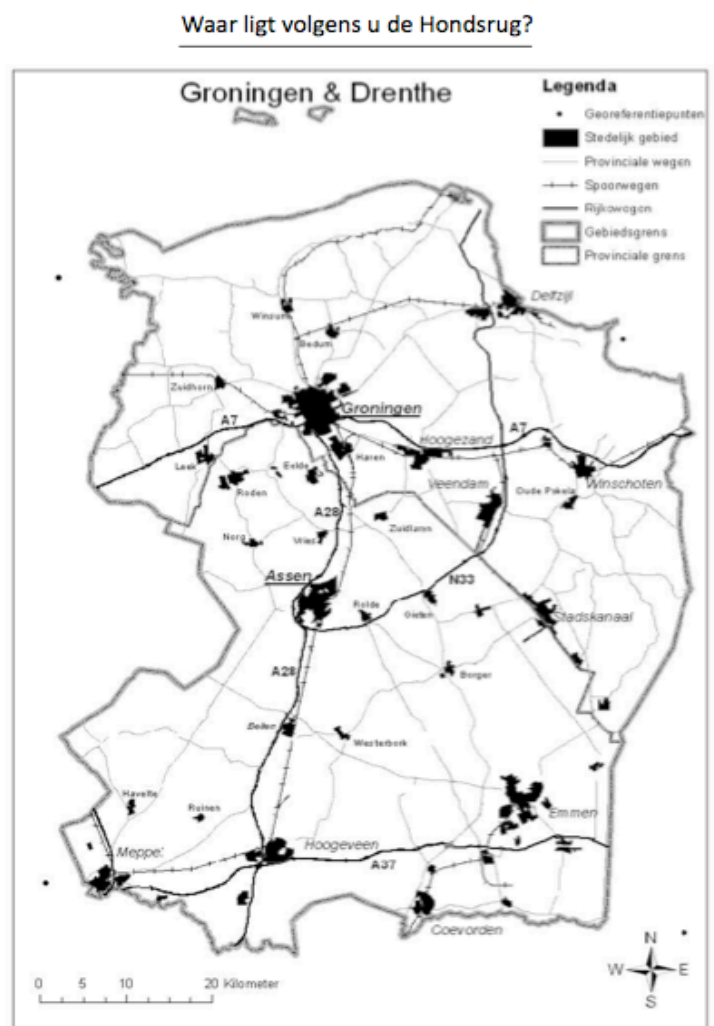 Waar ligt volgens u de Hondsrug?
Groningen & Drenthe
Legenda
Georeferentiepunten
Stedelijk gebied
Provinciale wegen
Spoorwegen
Rijkswegen
Gebiedsgrens
Provinciale grens
Delfzijl
Winsum
Bedum
Zuidhorn
Groningen
A7
Hoogezand
A7
Leek
Eelde
Haren
Roden
Veendam
Oude Pekela
Winschoten
A28
Zuidlaren
Norg
Vries
Assen
N33
Rolde
Gieten
Stadskanaal
A28
Borger
Beilen
Westerbork
Havelte
Ruinen
Emmen
Meppel
Hoogeveen
A37
Coevorden
N
W E
S
0 5 10 20 Kilometer